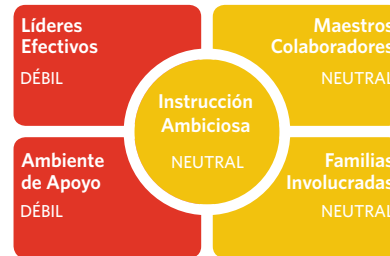 Líderes
Efectivos
DÉBIL
Maestros
Colaboradores
NEUTRAL
Instrucción
Ambiciosa
NEUTRAL
Ambiente
de Apoyo
DÉBIL
Familias
Involucradas
NEUTRAL